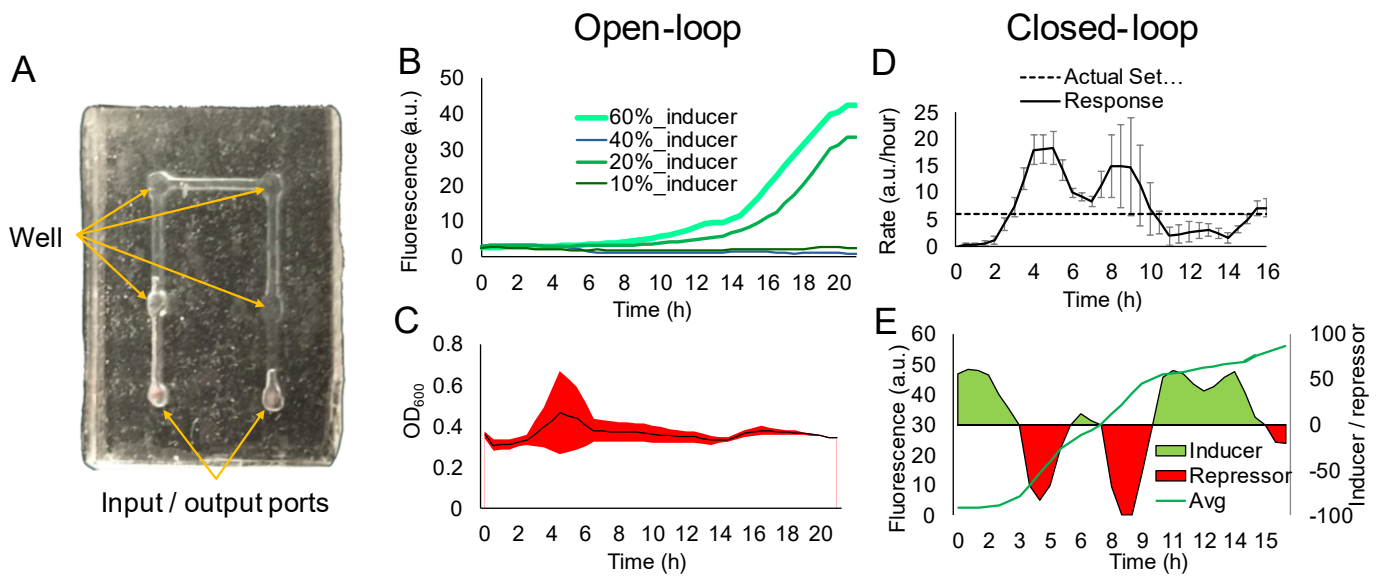 Open-loop
Closed-loop
A
Well
Input / output ports
B
Fluorescence (a.u.)
50
40
30
20
10
0
60%_inducer
40%_inducer
20%_inducer
10%_inducer
0 2 4 6 8 10 12 14 16 18 20
Time (h)
C
OD600
0.8
0.6
0.4
0.2
0
0 2 4 6 8 10 12 14 16 18 20
Time (h)
D
Actual Set…
Response
Rate (a.u./hour)
25
20
15
10
5
0
0 2 4 6 8 10 12 14 16
Time (h)
E
Fluorescence (a.u.)
60
50
40
30
20
10
0
100
50
0
-50
-100
Inducer / repressor
Inducer
Repressor
Avg
0 2 3 5 6 8 9 11 12 14 15
Time (h)